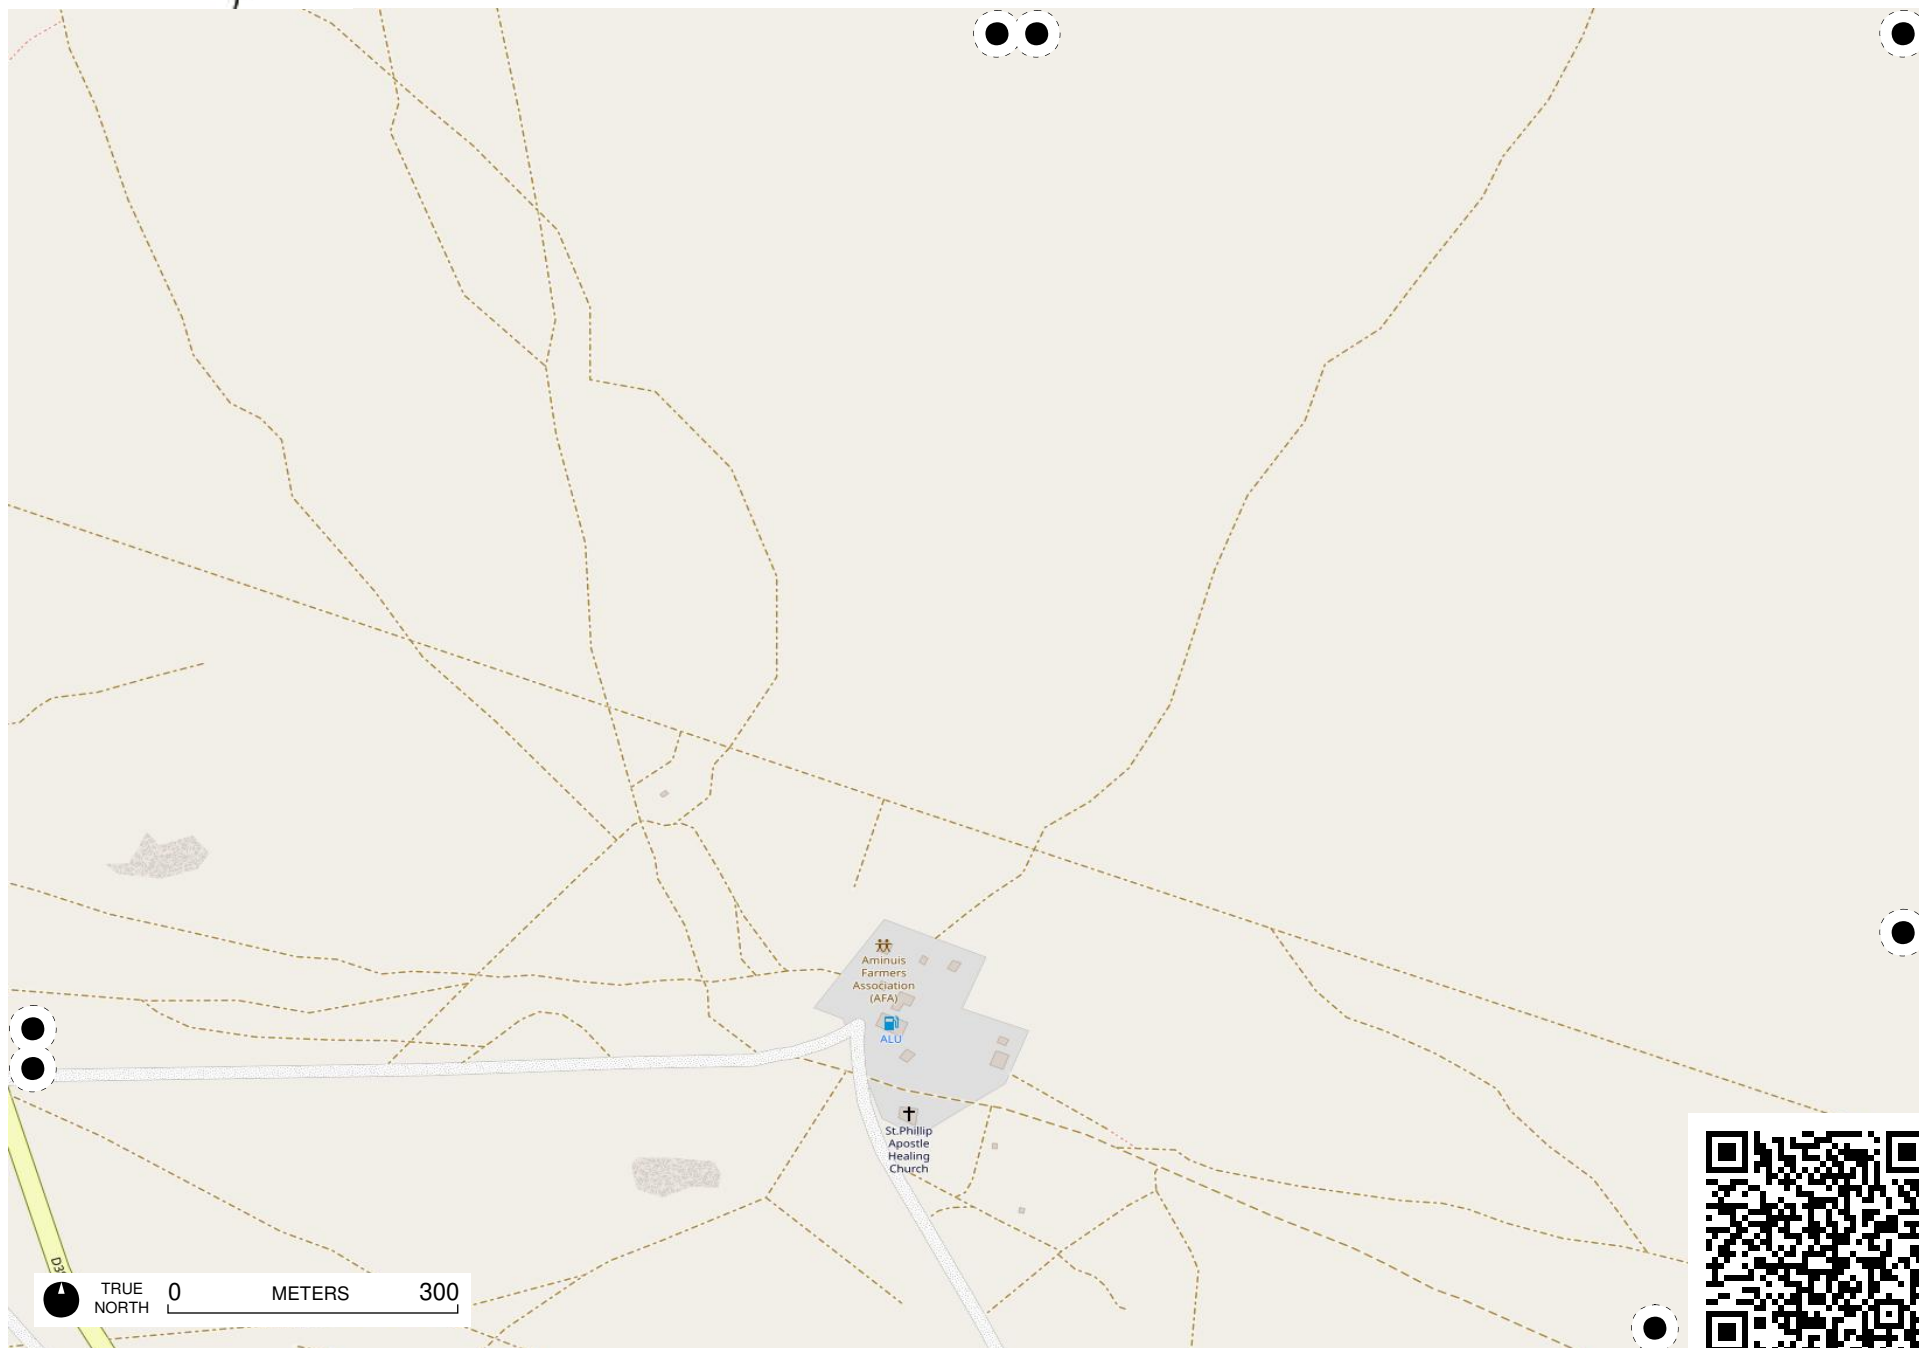 Aminuis
Farmers
Association
(AFA)
ALU
St.Phillip
Apostle
Healing
Church
TRUE
NORTH
0 METERS 300